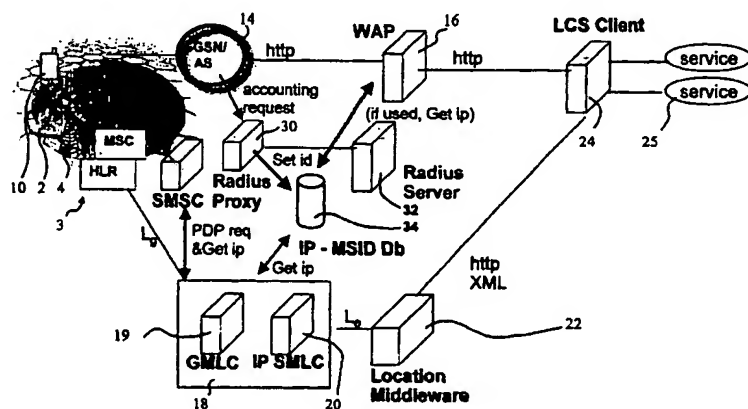 14
GSN/
AS
http
WAP
16
http
LCS Client
service
service
24
25
accounting
request
30
(if used, Get ip)
Set id
MSC
HLR
10
2
4
3
SMSC
Radius
Proxy
Radius
Server
32
34
IP - MSID Db
Lg
PDP req
&Get ip
Get ip
http
XML
19
GMLC
IP SMLC
20
18
22
Location
Middleware